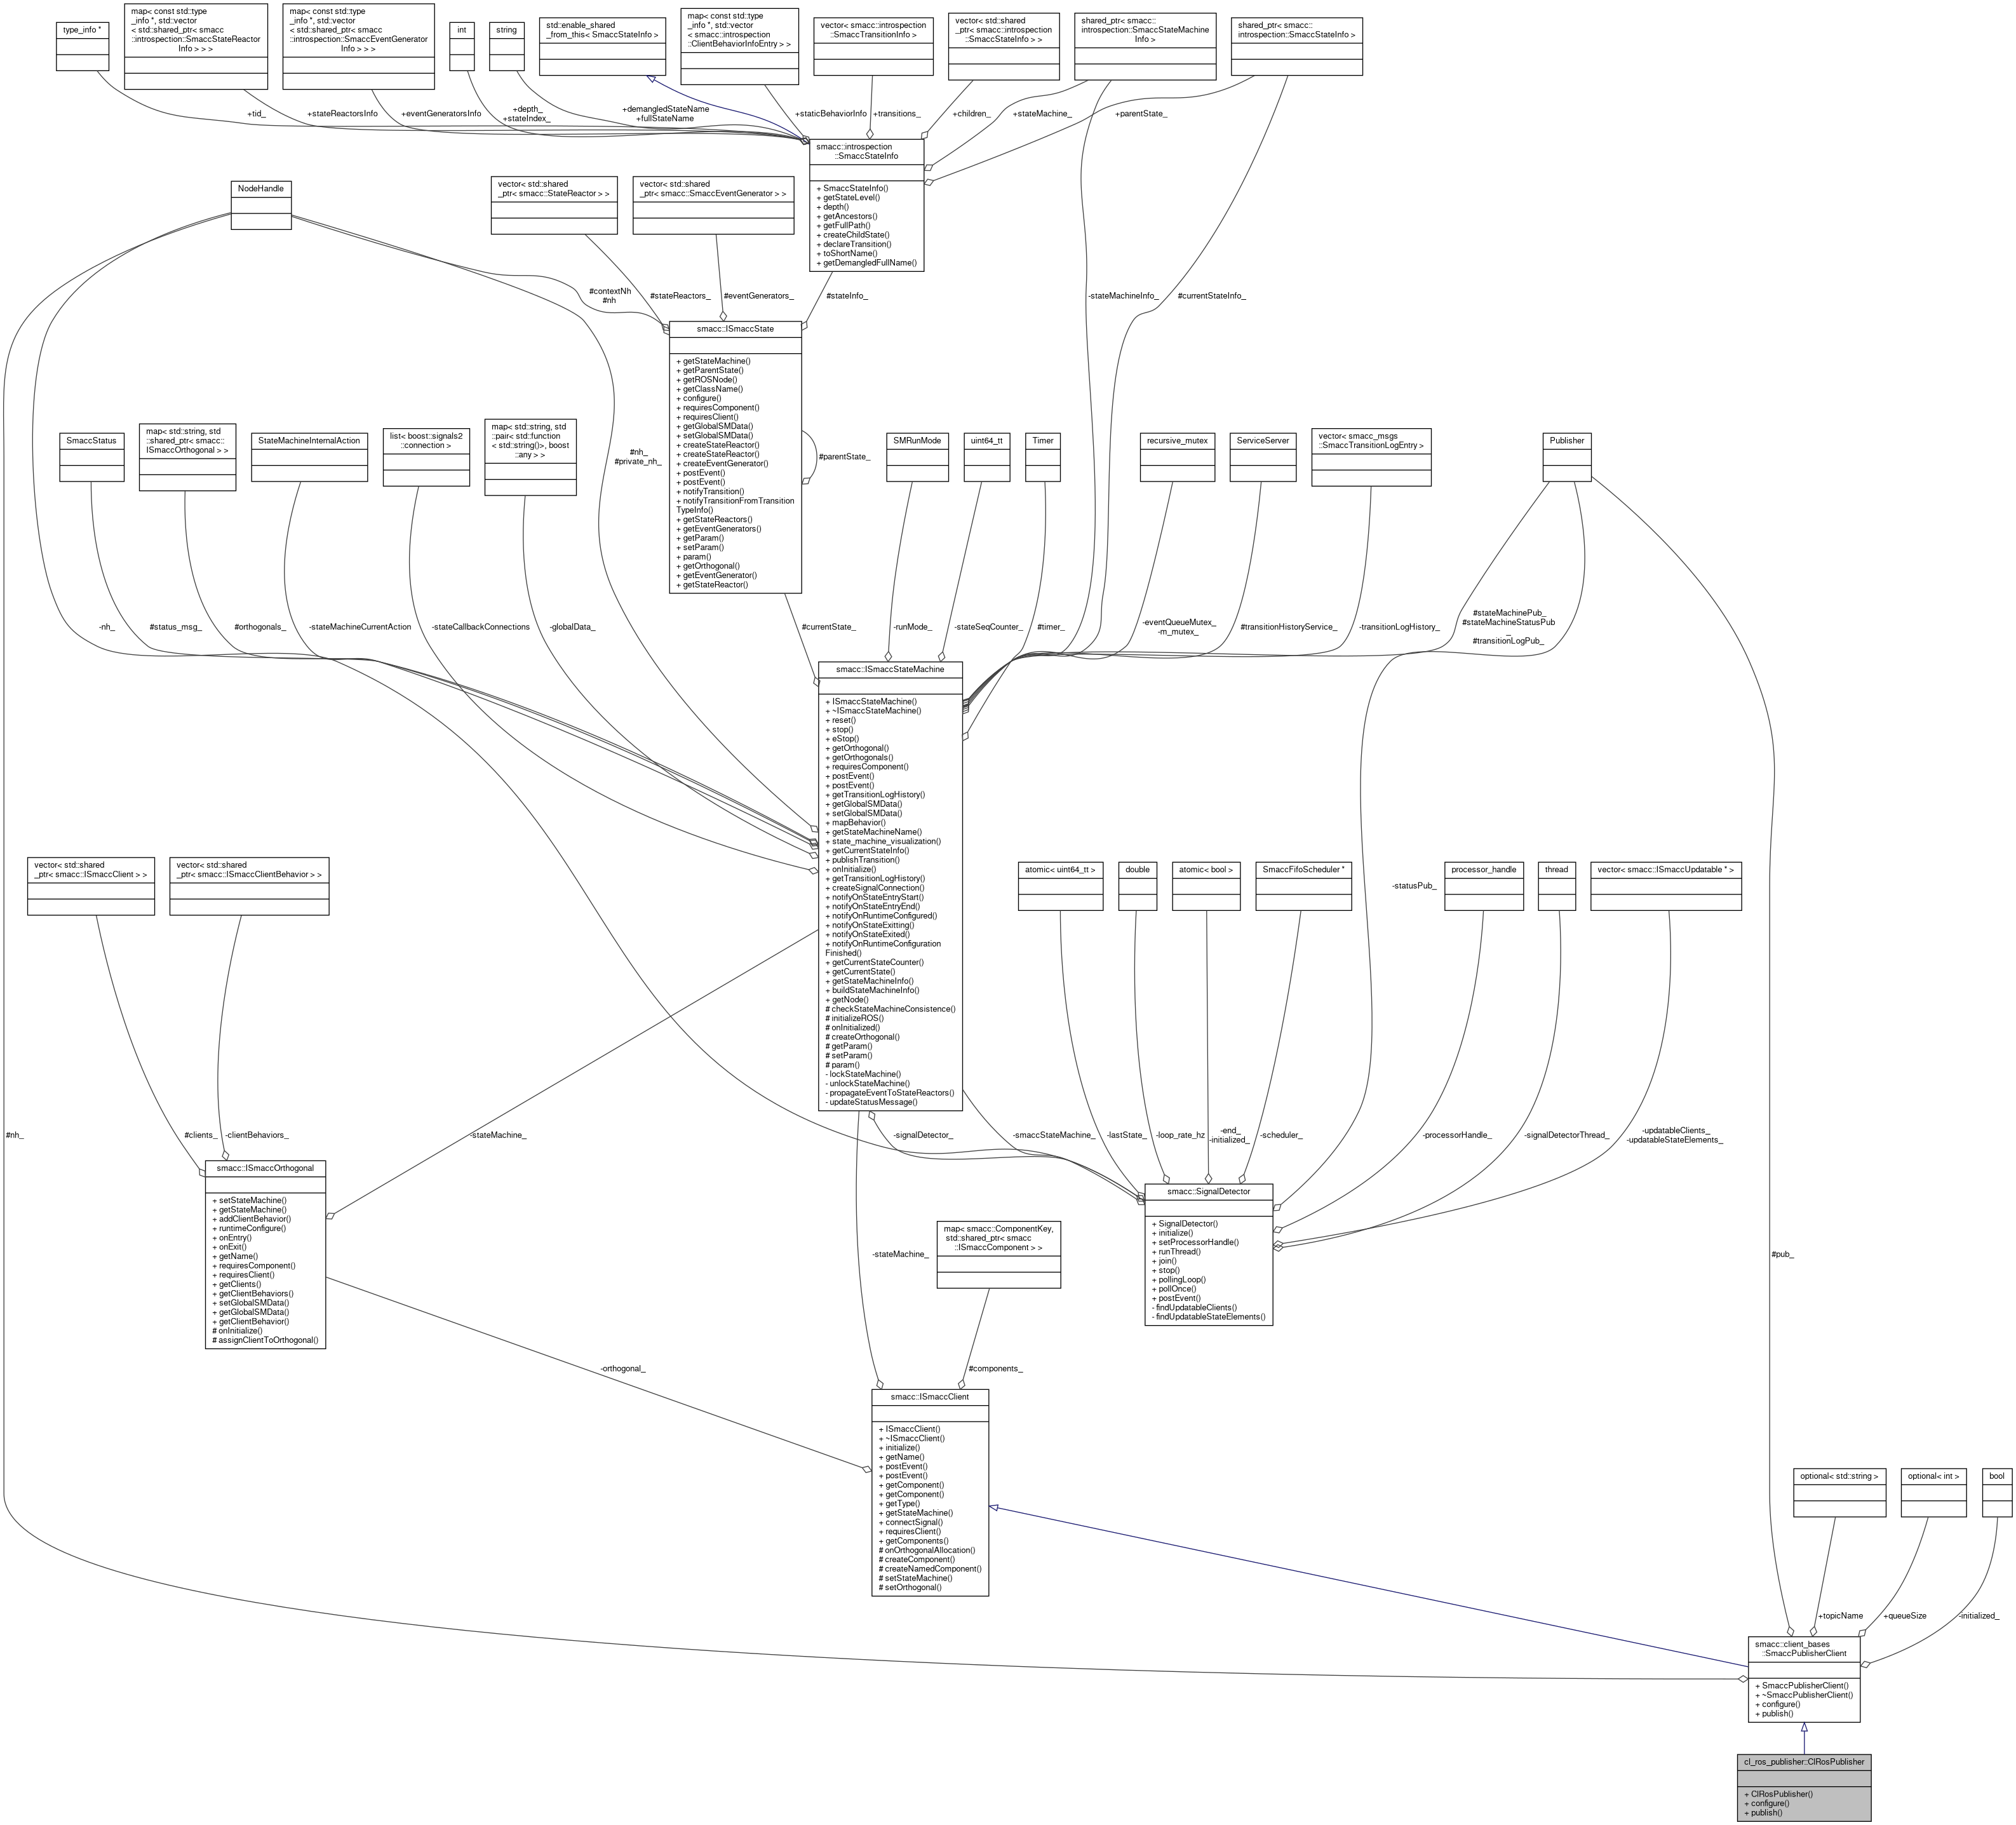 type_info *
map< const std::type
_info *, std::vector
< std::shared_ptr< smacc
::introspection::SmaccStateReactor
Info > > >
map< const std::type
_info *, std::vector
< std::shared_ptr< smacc
::introspection::SmaccEventGenerator
Info > > >
int
string
std::enable_shared
_from_this< SmaccStateInfo >
map< const std::type
_info *, std::vector
< smacc::introspection
::ClientBehaviorInfoEntry > >
vector< smacc::introspection
::SmaccTransitionInfo >
vector< std::shared
_ptr< smacc::introspection
::SmaccStateInfo > >
shared_ptr< smacc::
introspection::SmaccStateMachine
Info >
shared_ptr< smacc::
introspection::SmaccStateInfo >
+tid_
+stateReactorsInfo
+eventGeneratorsInfo
+depth_
+stateIndex_
+demangledStateName
+fullStateName
+staticBehaviorInfo
+transitions_
+children_
+stateMachine_
+parentState_
smacc::introspection
::SmaccStateInfo
+ SmaccStateInfo()
+ getStateLevel()
+ depth()
+ getAncestors()
+ getFullPath()
+ createChildState()
+ declareTransition()
+ toShortName()
+ getDemangledFullName()
NodeHandle
vector< std::shared
_ptr< smacc::StateReactor > >
vector< std::shared
_ptr< smacc::SmaccEventGenerator > >
#contextNh
#nh
#stateReactors_
#eventGenerators_
#stateInfo_
-stateMachineInfo_
#currentStateInfo_
smacc::ISmaccState
+ getStateMachine()
+ getParentState()
+ getROSNode()
+ getClassName()
+ configure()
+ requiresComponent()
+ requiresClient()
+ getGlobalSMData()
+ setGlobalSMData()
+ createStateReactor()
+ createStateReactor()
+ createEventGenerator()
+ postEvent()
+ postEvent()
+ notifyTransition()
+ notifyTransitionFromTransition
TypeInfo()
+ getStateReactors()
+ getEventGenerators()
+ getParam()
+ setParam()
+ param()
+ getOrthogonal()
+ getEventGenerator()
+ getStateReactor()
#parentState_
#nh_
#private_nh_
SmaccStatus
map< std::string, std
::shared_ptr< smacc::
ISmaccOrthogonal > >
StateMachineInternalAction
list< boost::signals2
::connection >
map< std::string, std
::pair< std::function
< std::string()>, boost
::any > >
SMRunMode
uint64_tt
Timer
recursive_mutex
ServiceServer
vector< smacc_msgs
::SmaccTransitionLogEntry >
Publisher
-nh_
#status_msg_
#orthogonals_
-stateMachineCurrentAction
-stateCallbackConnections
-globalData_
#currentState_
-runMode_
-stateSeqCounter_
#timer_
-eventQueueMutex_
-m_mutex_
#transitionHistoryService_
-transitionLogHistory_
#stateMachinePub_
#stateMachineStatusPub
_
#transitionLogPub_
smacc::ISmaccStateMachine
+ ISmaccStateMachine()
+ ~ISmaccStateMachine()
+ reset()
+ stop()
+ eStop()
+ getOrthogonal()
+ getOrthogonals()
+ requiresComponent()
+ postEvent()
+ postEvent()
+ getTransitionLogHistory()
+ getGlobalSMData()
+ setGlobalSMData()
+ mapBehavior()
+ getStateMachineName()
+ state_machine_visualization()
+ getCurrentStateInfo()
+ publishTransition()
+ onInitialize()
+ getTransitionLogHistory()
+ createSignalConnection()
+ notifyOnStateEntryStart()
+ notifyOnStateEntryEnd()
+ notifyOnRuntimeConfigured()
+ notifyOnStateExitting()
+ notifyOnStateExited()
+ notifyOnRuntimeConfiguration
Finished()
+ getCurrentStateCounter()
+ getCurrentState()
+ getStateMachineInfo()
+ buildStateMachineInfo()
+ getNode()
# checkStateMachineConsistence()
# initializeROS()
# onInitialized()
# createOrthogonal()
# getParam()
# setParam()
# param()
- lockStateMachine()
- unlockStateMachine()
- propagateEventToStateReactors()
- updateStatusMessage()
vector< std::shared
_ptr< smacc::ISmaccClient > >
vector< std::shared
_ptr< smacc::ISmaccClientBehavior > >
atomic< uint64_tt >
double
atomic< bool >
SmaccFifoScheduler *
processor_handle
thread
vector< smacc::ISmaccUpdatable * >
-statusPub_
#nh_
#clients_
-clientBehaviors_
-stateMachine_
-signalDetector_
-smaccStateMachine_
-lastState_
-loop_rate_hz
-end_
-initialized_
-scheduler_
-processorHandle_
-signalDetectorThread_
-updatableClients_
-updatableStateElements_
smacc::ISmaccOrthogonal
+ setStateMachine()
+ getStateMachine()
+ addClientBehavior()
+ runtimeConfigure()
+ onEntry()
+ onExit()
+ getName()
+ requiresComponent()
+ requiresClient()
+ getClients()
+ getClientBehaviors()
+ setGlobalSMData()
+ getGlobalSMData()
+ getClientBehavior()
# onInitialize()
# assignClientToOrthogonal()
smacc::SignalDetector
+ SignalDetector()
+ initialize()
+ setProcessorHandle()
+ runThread()
+ join()
+ stop()
+ pollingLoop()
+ pollOnce()
+ postEvent()
- findUpdatableClients()
- findUpdatableStateElements()
-stateMachine_
map< smacc::ComponentKey,
std::shared_ptr< smacc
::ISmaccComponent > >
#pub_
-orthogonal_
#components_
smacc::ISmaccClient
+ ISmaccClient()
+ ~ISmaccClient()
+ initialize()
+ getName()
+ postEvent()
+ postEvent()
+ getComponent()
+ getComponent()
+ getType()
+ getStateMachine()
+ connectSignal()
+ requiresClient()
+ getComponents()
# onOrthogonalAllocation()
# createComponent()
# createNamedComponent()
# setStateMachine()
# setOrthogonal()
optional< std::string >
optional< int >
bool
+topicName
+queueSize
-initialized_
smacc::client_bases
::SmaccPublisherClient
+ SmaccPublisherClient()
+ ~SmaccPublisherClient()
+ configure()
+ publish()
cl_ros_publisher::ClRosPublisher
+ ClRosPublisher()
+ configure()
+ publish()